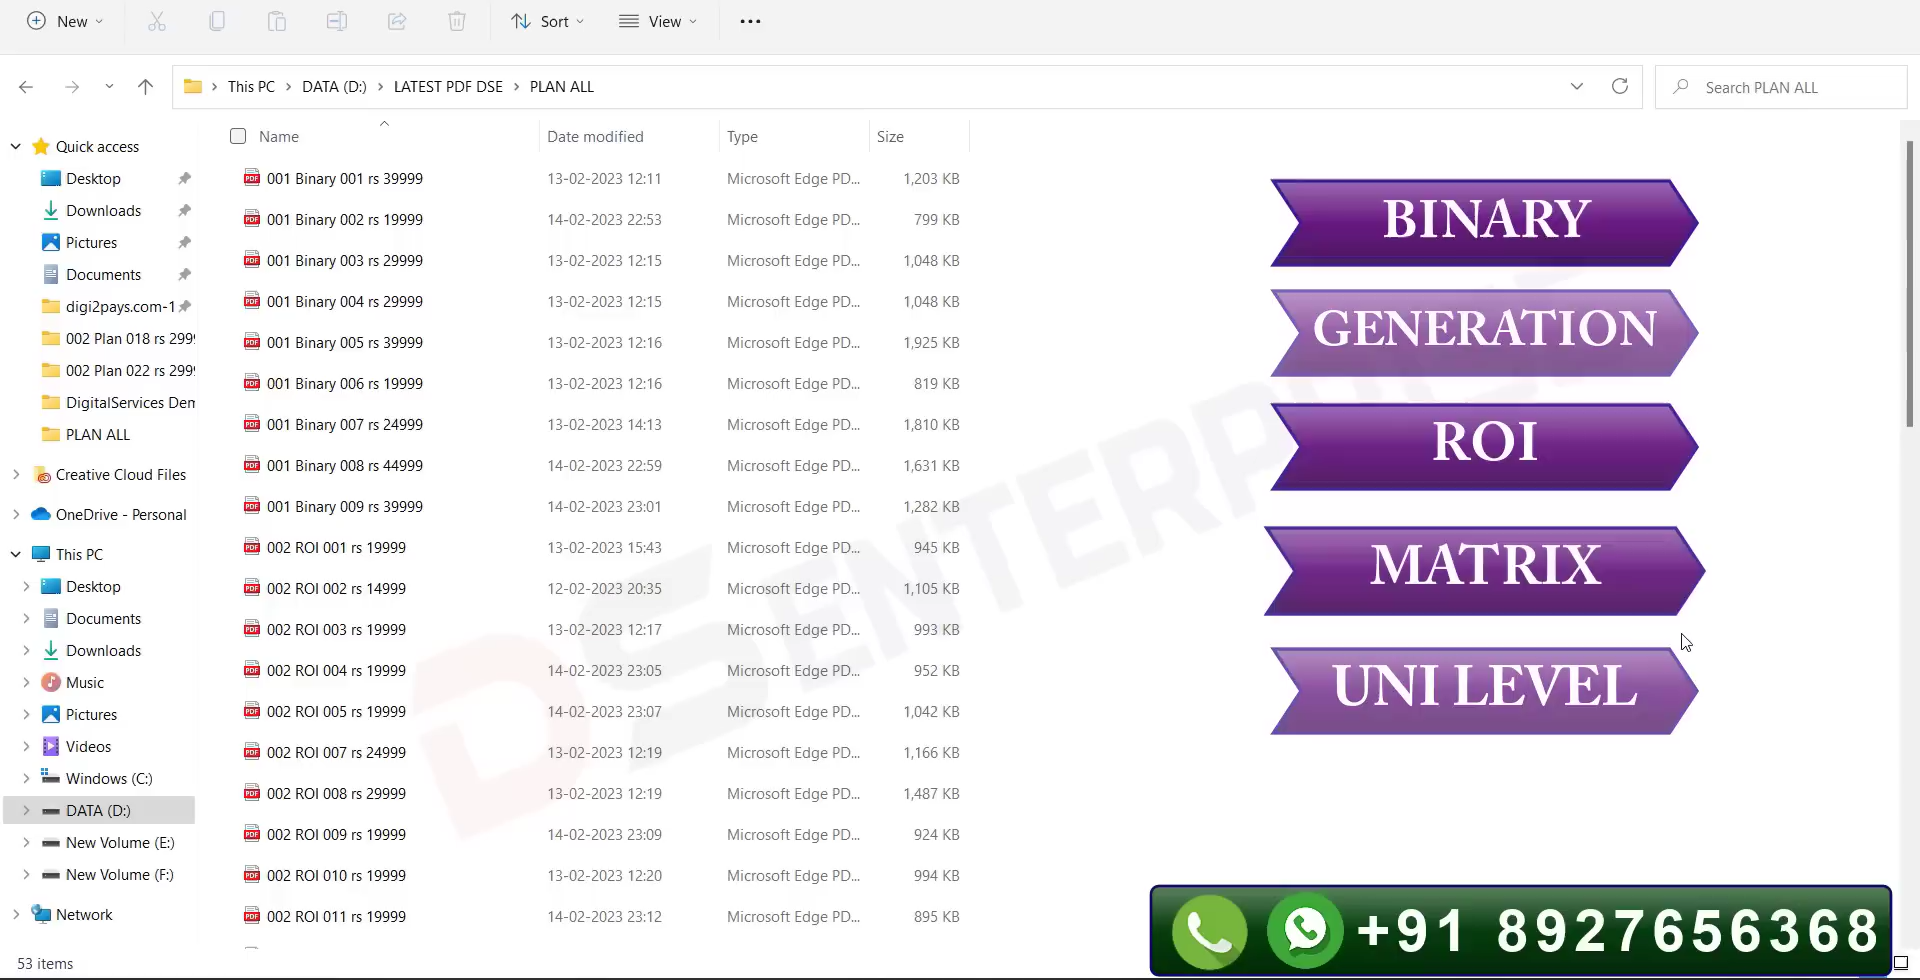 New
Sort
View
This PC > DATA (D:) > LATEST PDF DSE > PLAN ALL
Search PLAN ALL
Quick access
Desktop
Downloads
Pictures
Documents
digi2pays.com-1
002 Plan 018 rs 2999
002 Plan 022 rs 2999
DigitalServices Dem
PLAN ALL
Creative Cloud Files
OneDrive - Personal
This PC
Desktop
Documents
Downloads
Music
Pictures
Videos
Windows (C:)
DATA (D:)
New Volume (E:)
New Volume (F:)
Network
53 items
Name Date modified Type Size
001 Binary 001 rs 39999 13-02-2023 12:11 Microsoft Edge PD... 1,203 KB
001 Binary 002 rs 19999 14-02-2023 22:53 Microsoft Edge PD... 799 KB
001 Binary 003 rs 29999 13-02-2023 12:15 Microsoft Edge PD... 1,048 KB
001 Binary 004 rs 29999 13-02-2023 12:15 Microsoft Edge PD... 1,048 KB
001 Binary 005 rs 39999 13-02-2023 12:16 Microsoft Edge PD... 1,925 KB
001 Binary 006 rs 19999 13-02-2023 12:16 Microsoft Edge PD... 819 KB
001 Binary 007 rs 24999 13-02-2023 14:13 Microsoft Edge PD... 1,810 KB
001 Binary 008 rs 44999 14-02-2023 22:59 Microsoft Edge PD... 1,631 KB
001 Binary 009 rs 39999 14-02-2023 23:01 Microsoft Edge PD... 1,282 KB
002 ROI 001 rs 19999 13-02-2023 15:43 Microsoft Edge PD... 945 KB
002 ROI 002 rs 14999 12-02-2023 20:35 Microsoft Edge PD... 1,105 KB
002 ROI 003 rs 19999 13-02-2023 12:17 Microsoft Edge PD... 993 KB
002 ROI 004 rs 19999 14-02-2023 23:05 Microsoft Edge PD... 952 KB
002 ROI 005 rs 19999 14-02-2023 23:07 Microsoft Edge PD... 1,042 KB
002 ROI 007 rs 24999 13-02-2023 12:19 Microsoft Edge PD... 1,166 KB
002 ROI 008 rs 29999 13-02-2023 12:19 Microsoft Edge PD... 1,487 KB
002 ROI 009 rs 19999 14-02-2023 23:09 Microsoft Edge PD... 924 KB
002 ROI 010 rs 19999 13-02-2023 12:20 Microsoft Edge PD... 994 KB
002 ROI 011 rs 19999 14-02-2023 23:12 Microsoft Edge PD... 895 KB
BINARY
GENERATION
ROI
MATRIX
UNI LEVEL
+91 8927656368